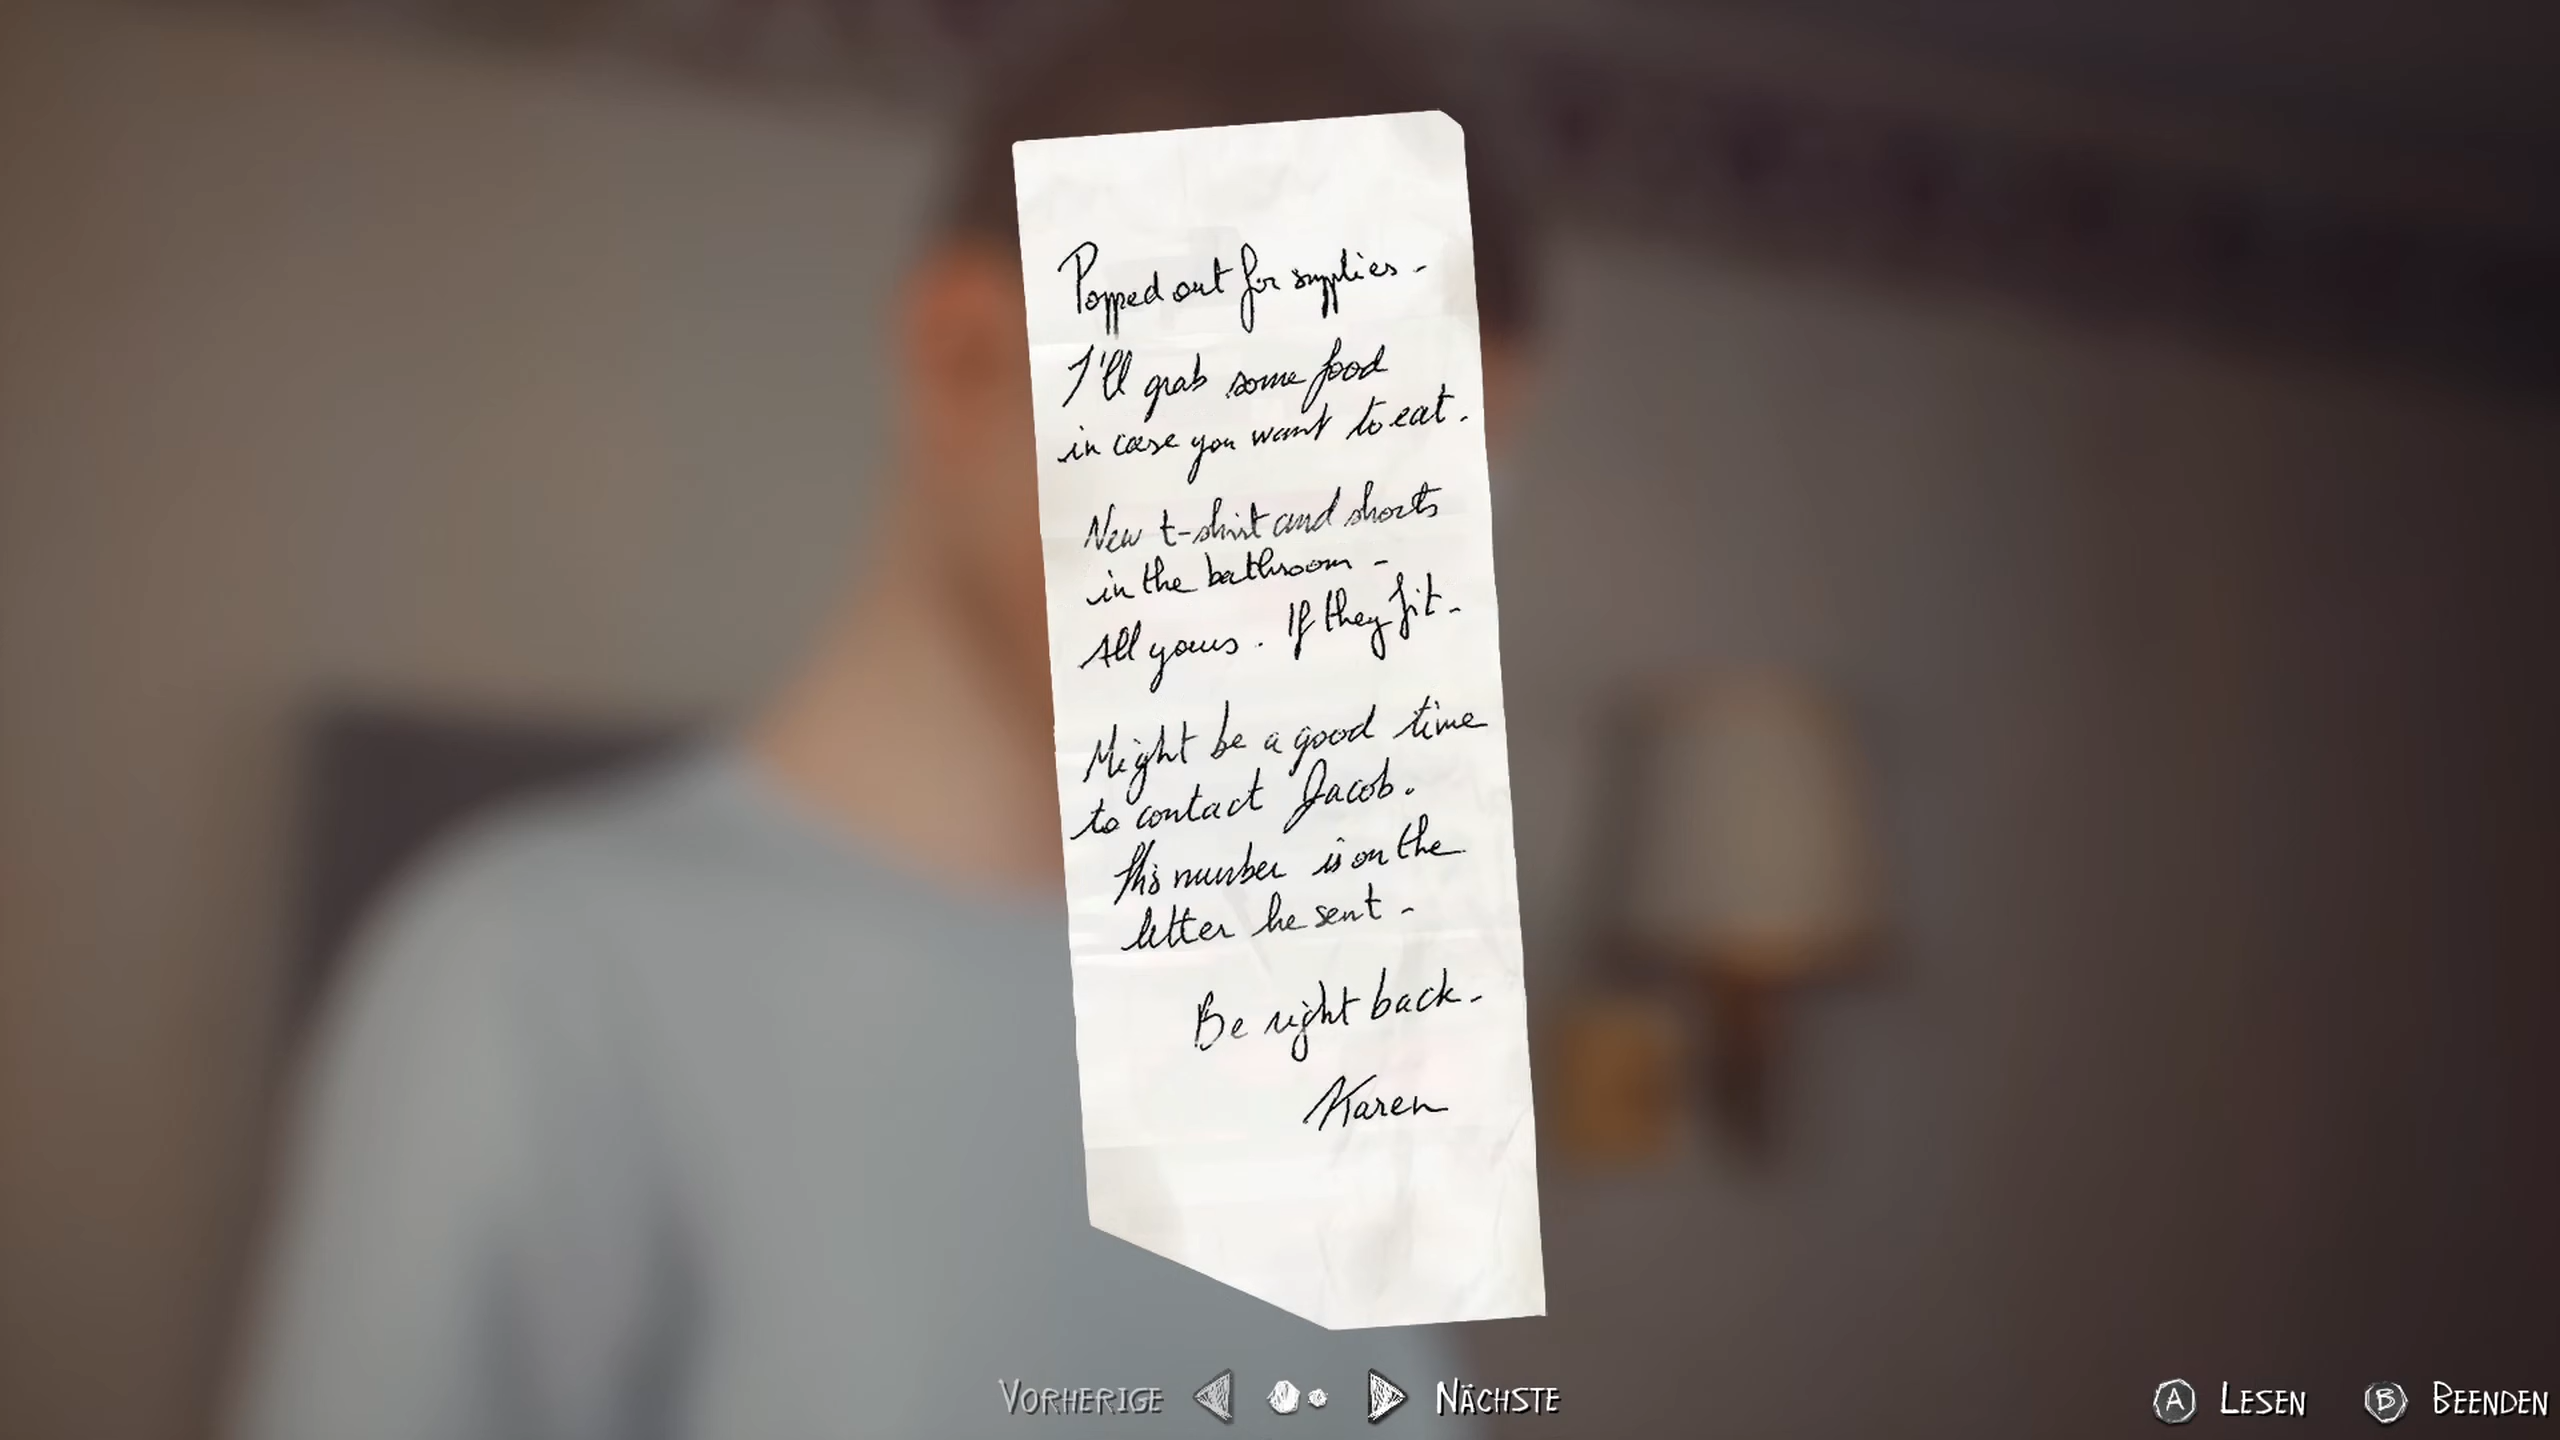 Popped out for supplies -
I'll grab some food
in case you want to eat.
New t-shirt and shorts
in the bathroom -
All yours. If they fit -
Might be a good time
to contact Jacob.
His number is on the
letter he sent -
Be right back -
Karen
VORHERIGE NÄCHSTE A LESEN B BEENDEN